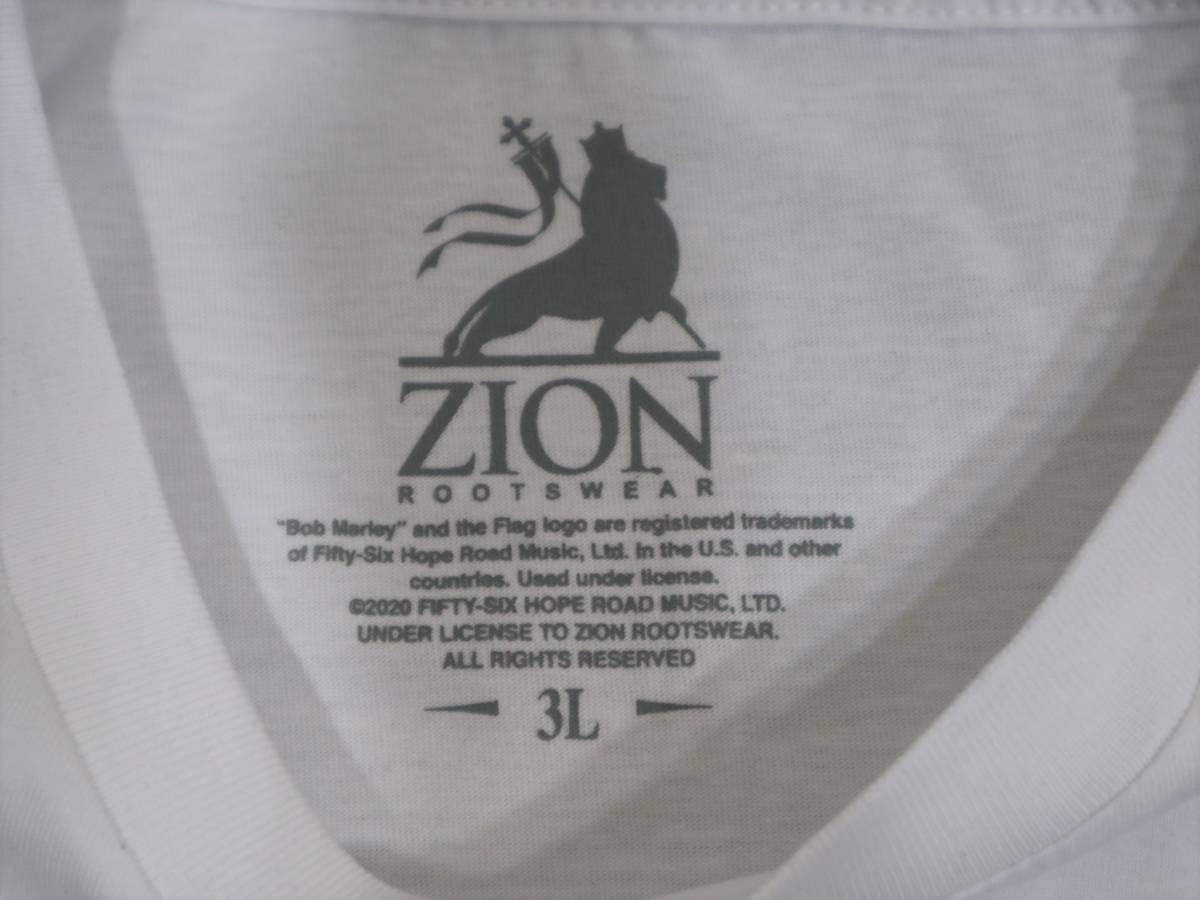 ZION
ROOTSWEAR
"Bob Marley" and the Flag logo are registered trademarks
of Fifty-Six Hope Road Music, Ltd. in the U.S. and other
countries. Used under license.
©2020 FIFTY-SIX HOPE ROAD MUSIC, LTD.
UNDER LICENSE TO ZION ROOTSWEAR.
ALL RIGHTS RESERVED
3L